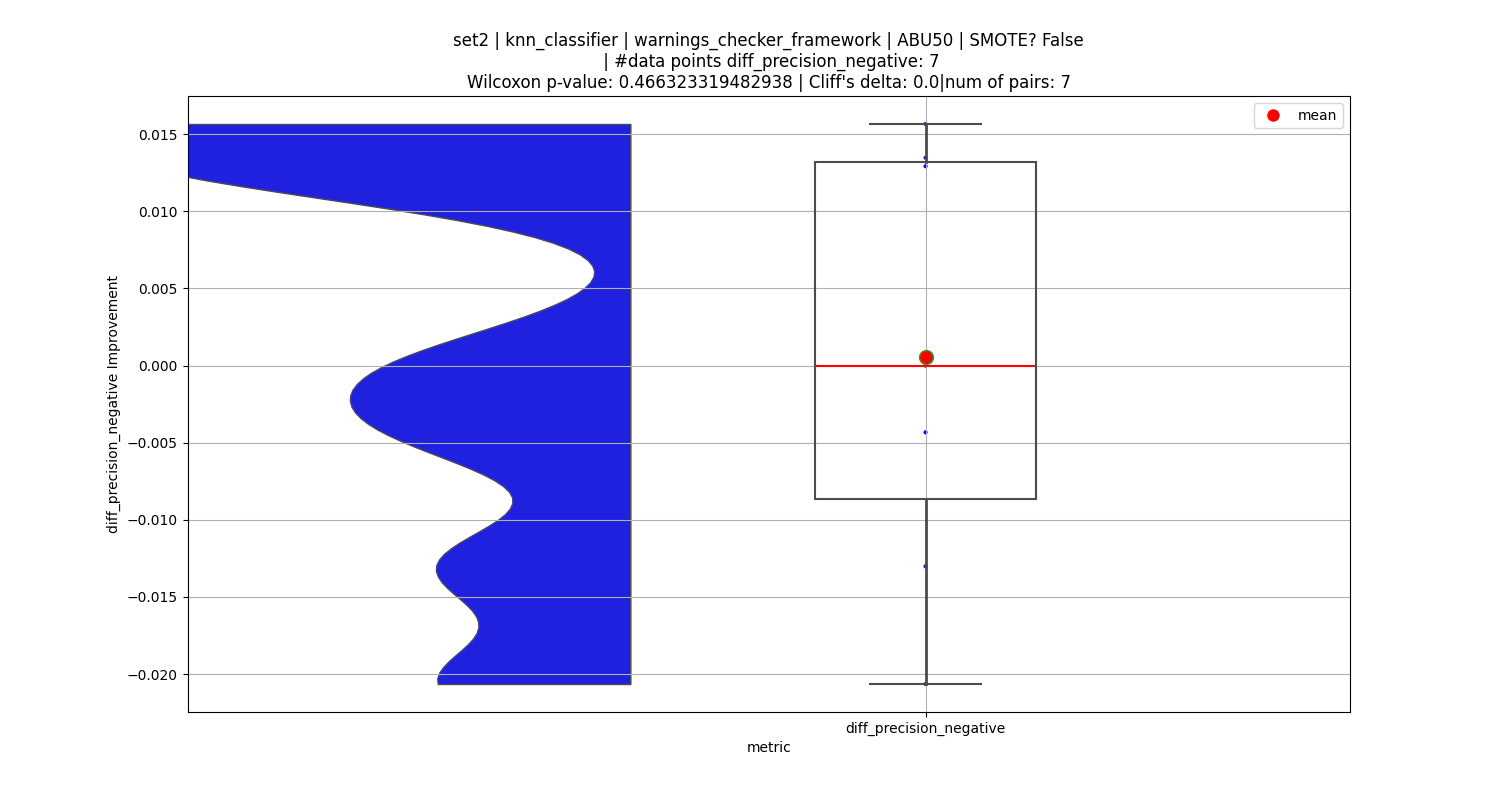 set2 | knn_classifier | warnings_checker_framework | ABU50 | SMOTE? False
| #data points diff_precision_negative: 7
Wilcoxon p-value: 0.466323319482938 | Cliff's delta: 0.0|num of pairs: 7
mean
0.015
0.010
0.005
0.000
−0.005
−0.010
−0.015
−0.020
diff_precision_negative Improvement
diff_precision_negative
metric